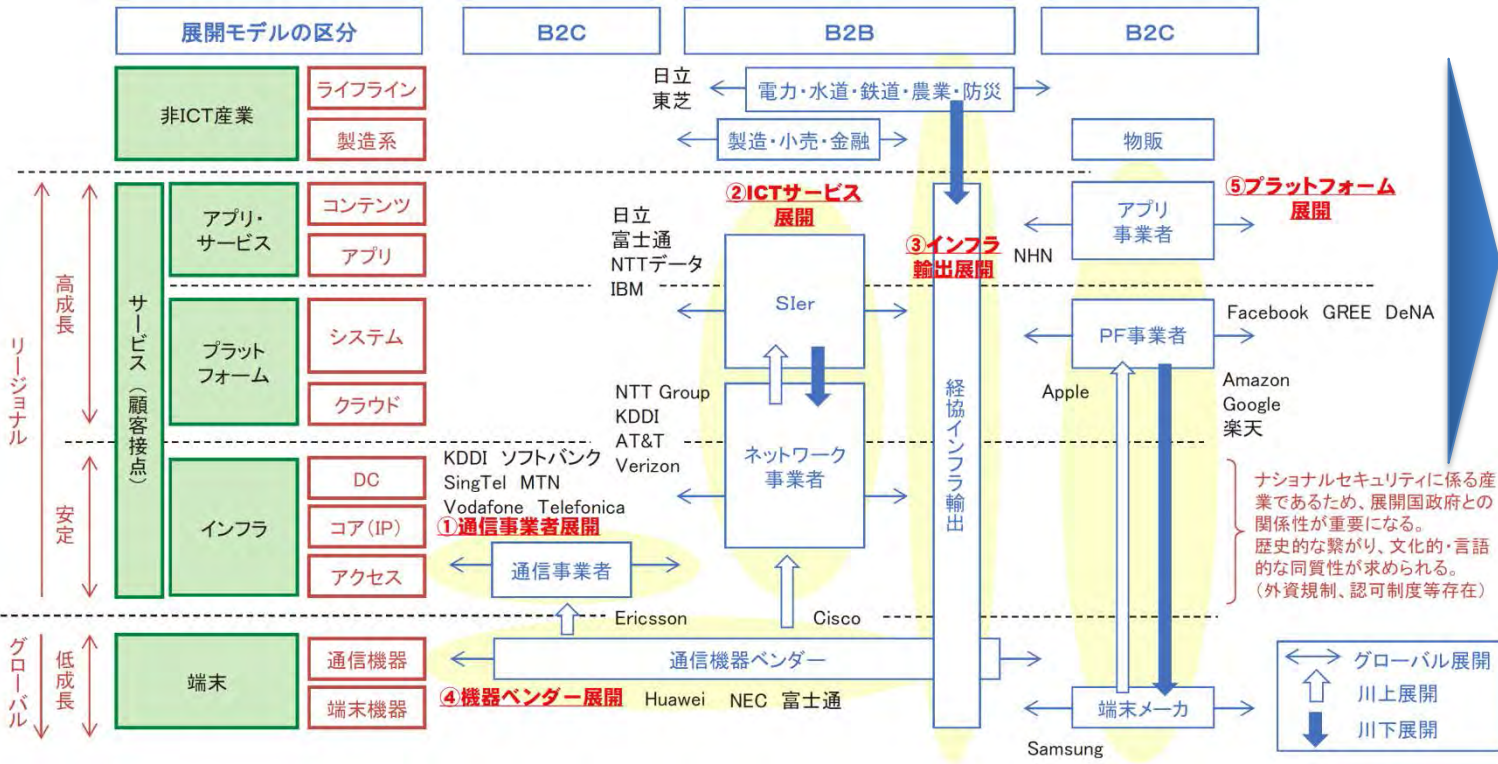 展開モデルの区分
B2C
B2B
B2C
非ICT産業
ライフライン
製造系
日立
東芝
電力・水道・鉄道・農業・防災
製造・小売・金融
物販
リージョナル
高成長
安定
サービス(顧客接点)
アプリ・
サービス
コンテンツ
アプリ
プラット
フォーム
システム
クラウド
インフラ
DC
コア(IP)
アクセス
②ICTサービス
展開
日立
富士通
NTTデータ
IBM
SIer
③インフラ
輸出展開
NHN
アプリ
事業者
⑤プラットフォーム
展開
PF事業者
Facebook GREE DeNA
NTT Group
KDDI
AT&T
Verizon
ネットワーク
事業者
経協インフラ輸出
Apple
Amazon
Google
楽天
KDDI ソフトバンク
SingTel MTN
Vodafone Telefonica
①通信事業者展開
通信事業者
ナショナルセキュリティに係る産
業であるため、展開国政府との
関係性が重要になる。
歴史的な繋がり、文化的・言語
的な同質性が求められる。
(外資規制、認可制度等存在)
Ericsson
Cisco
グローバル
低成長
端末
通信機器
端末機器
通信機器ベンダー
④機器ベンダー展開
Huawei NEC 富士通
端末メーカ
Samsung
グローバル展開
川上展開
川下展開